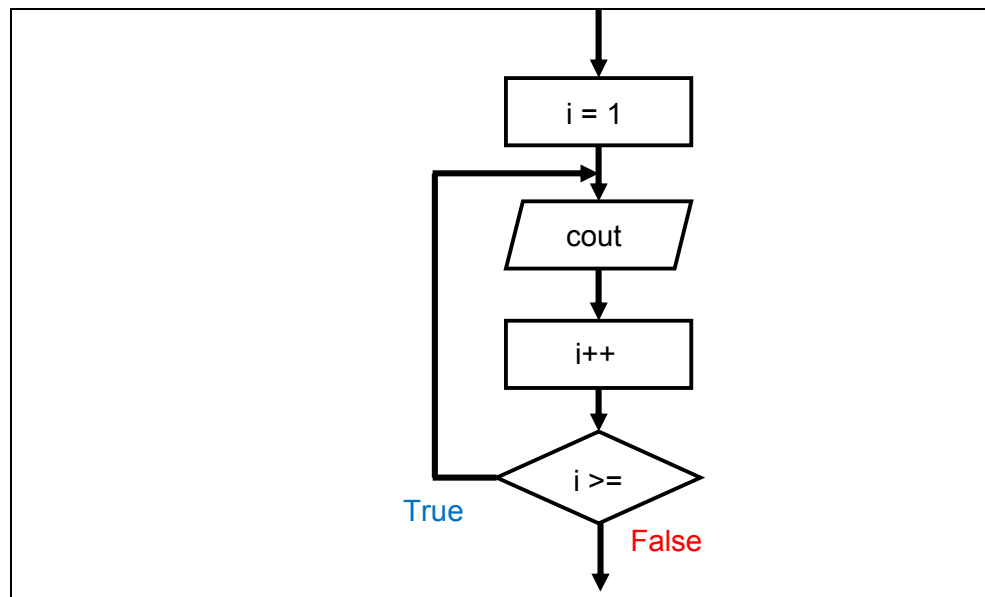 i = 1
cout
i++
i >=
True
False